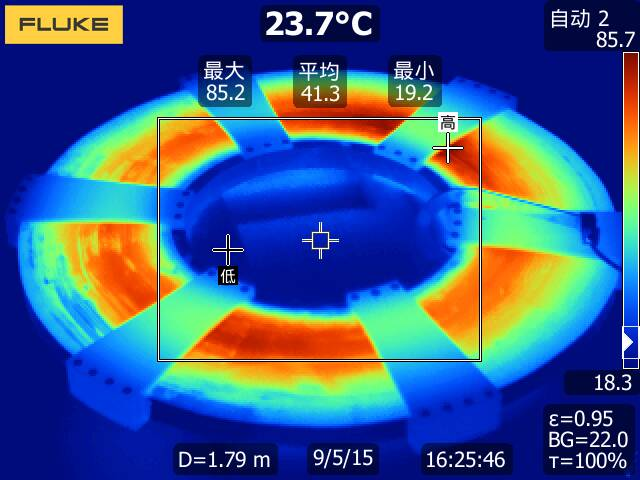 FLUKE
23.7°C
自动 2
85.7
最大
85.2
平均
41.3
最小
19.2
高
低
18.3
ε=0.95
BG=22.0
τ=100%
D=1.79 m
9/5/15
16:25:46